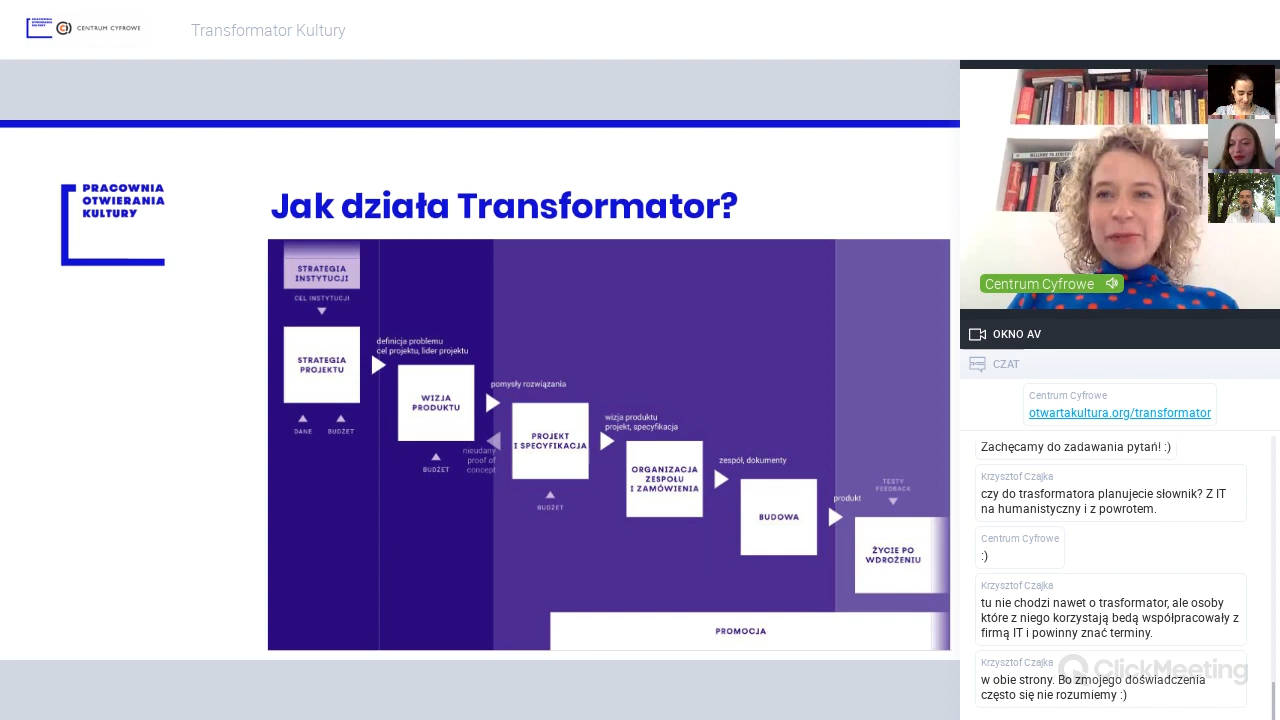 PRACOWNIA
OTWIERANIA
KULTURY
CENTRUM CYFROWE
Transformator Kultury
PRACOWNIA
OTWIERANIA
KULTURY
Jak działa Transformator?
STRATEGIA
INSTYTUCJI
CEL INSTYTUCJI
STRATEGIA
PROJEKTU
DANE
BUDŻET
definicja problemu
cel projektu, lider projektu
WIZJA
PRODUKTU
BUDŻET
pomysły rozwiązania
nieudany
proof of
concept
PROJEKT
I SPECYFIKACJA
BUDŻET
wizja produktu
projekt, specyfikacja
ORGANIZACJA
ZESPOŁU
I ZAMÓWIENIA
zespół, dokumenty
BUDOWA
produkt
TESTY
FEEDBACK
ŻYCIE PO
WDROŻENIU
PROMOCJA
Centrum Cyfrowe
OKNO AV
CZAT
Centrum Cyfrowe
otwartakultura.org/transformator
Zachęcamy do zadawania pytań! :)
Krzysztof Czajka
czy do trasformatora planujecie słownik? Z IT
na humanistyczny i z powrotem.
Centrum Cyfrowe
:)
Krzysztof Czajka
tu nie chodzi nawet o trasformator, ale osoby
które z niego korzystają bedą współpracowały z
firmą IT i powinny znać terminy.
Krzysztof Czajka
w obie strony. Bo zmojego doświadczenia
często się nie rozumiemy :)
ClickMeeting